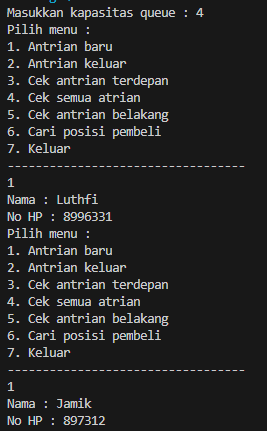 Masukkan kapasitas queue : 4
Pilih menu :
1. Antrian baru
2. Antrian keluar
3. Cek antrian terdepan
4. Cek semua atrian
5. Cek antrian belakang
6. Cari posisi pembeli
7. Keluar
----------------------------------
1
Nama : Luthfi
No HP : 8996331
Pilih menu :
1. Antrian baru
2. Antrian keluar
3. Cek antrian terdepan
4. Cek semua atrian
5. Cek antrian belakang
6. Cari posisi pembeli
7. Keluar
----------------------------------
1
Nama : Jamik
No HP : 897312